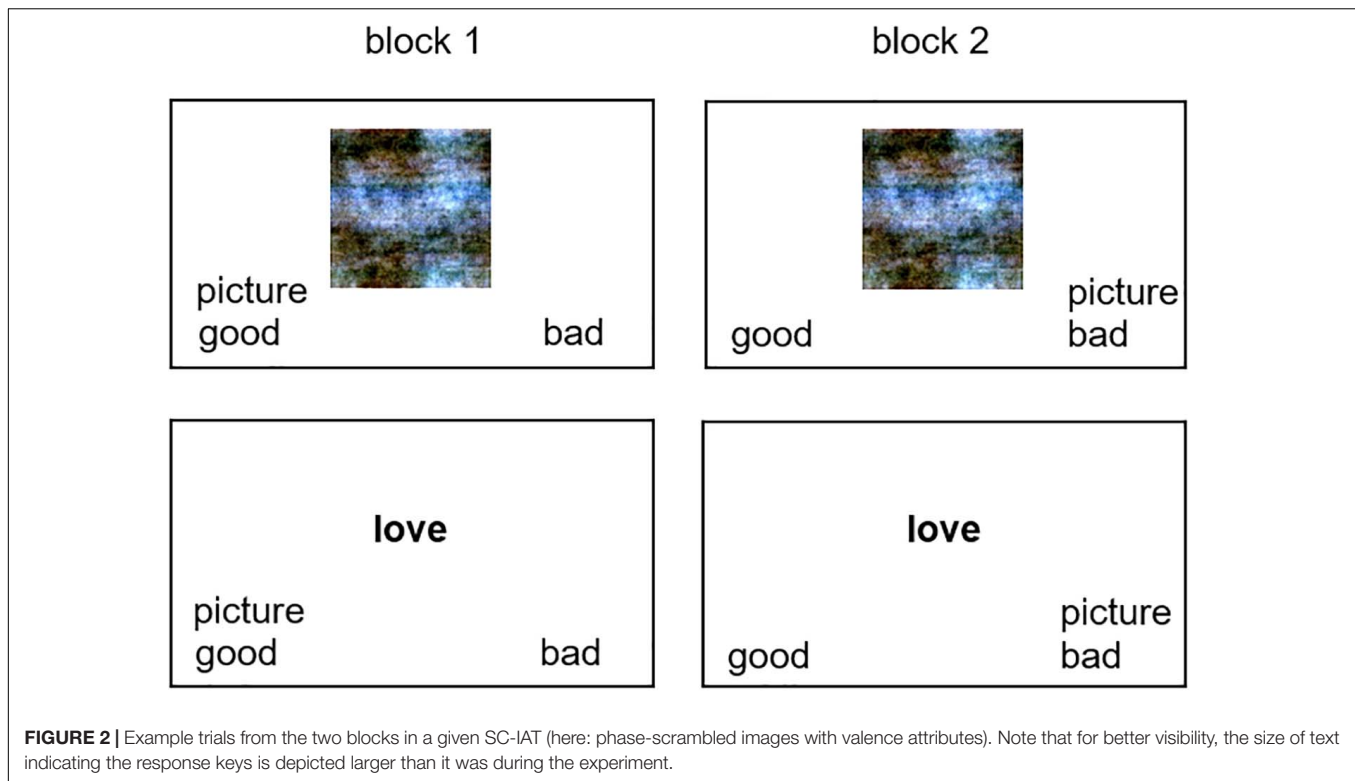 block 1
block 2
picture
good
bad
picture
good
bad
love
picture
good
bad
love
picture
good
bad
FIGURE 2 | Example trials from the two blocks in a given SC-IAT (here: phase-scrambled images with valence attributes). Note that for better visibility, the size of text
indicating the response keys is depicted larger than it was during the experiment.